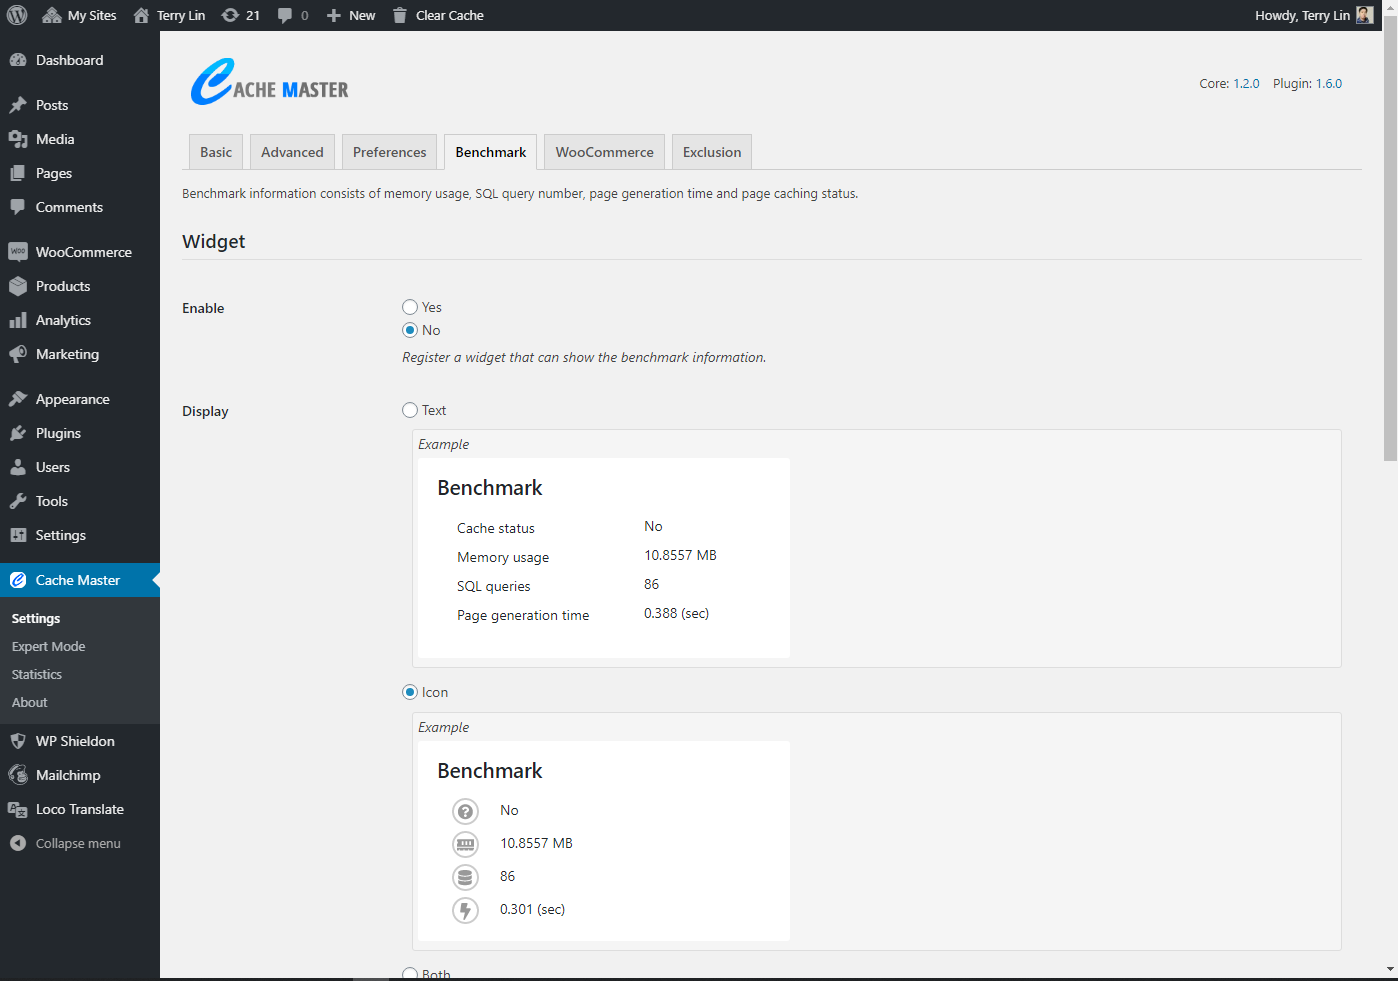 My Sites Terry Lin 21 0 New Clear Cache Howdy, Terry Lin
Dashboard
Posts
Media
Pages
Comments
WooCommerce
Products
Analytics
Marketing
Appearance
Plugins
Users
Tools
Settings
Cache Master
Settings
Expert Mode
Statistics
About
WP Shieldon
Mailchimp
Loco Translate
Collapse menu
CACHE MASTER
Core: 1.2.0 Plugin: 1.6.0
Basic Advanced Preferences Benchmark WooCommerce Exclusion
Benchmark information consists of memory usage, SQL query number, page generation time and page caching status.
Widget
Enable
Yes
No
Register a widget that can show the benchmark information.
Display
Text
Example
Benchmark
Cache status No
Memory usage 10.8557 MB
SQL queries 86
Page generation time 0.388 (sec)
Icon
Example
Benchmark
No
10.8557 MB
86
0.301 (sec)
Both